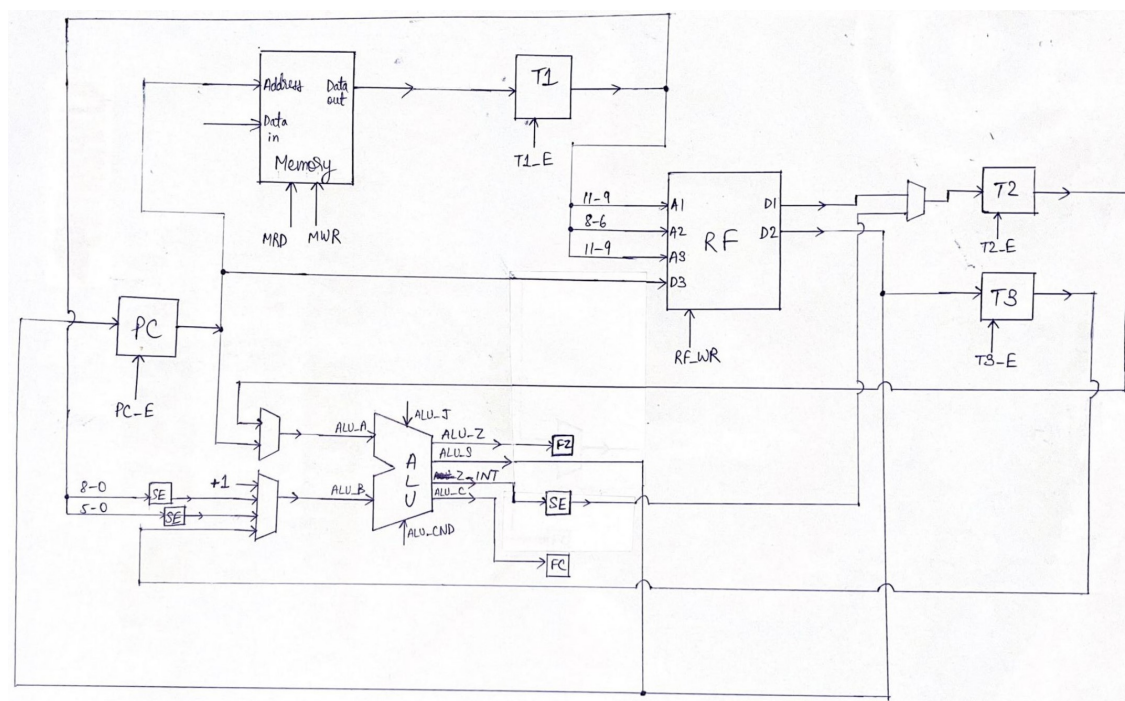 Address
Data out
Data in
Memory
MRD
MWR
T1
T1_E
11-9
8-6
11-9
A1
A2
A3
D3
RF
D1
D2
RF_WR
T2
T2_E
T3
T3_E
PC
PC_E
ALU_A
ALU_B
ALU_J
ALU
ALU_Z
ALU_S
Z_INT
ALU_C
ALU_CND
FZ
SE
FC
8-0
SE
+1
5-0
SE